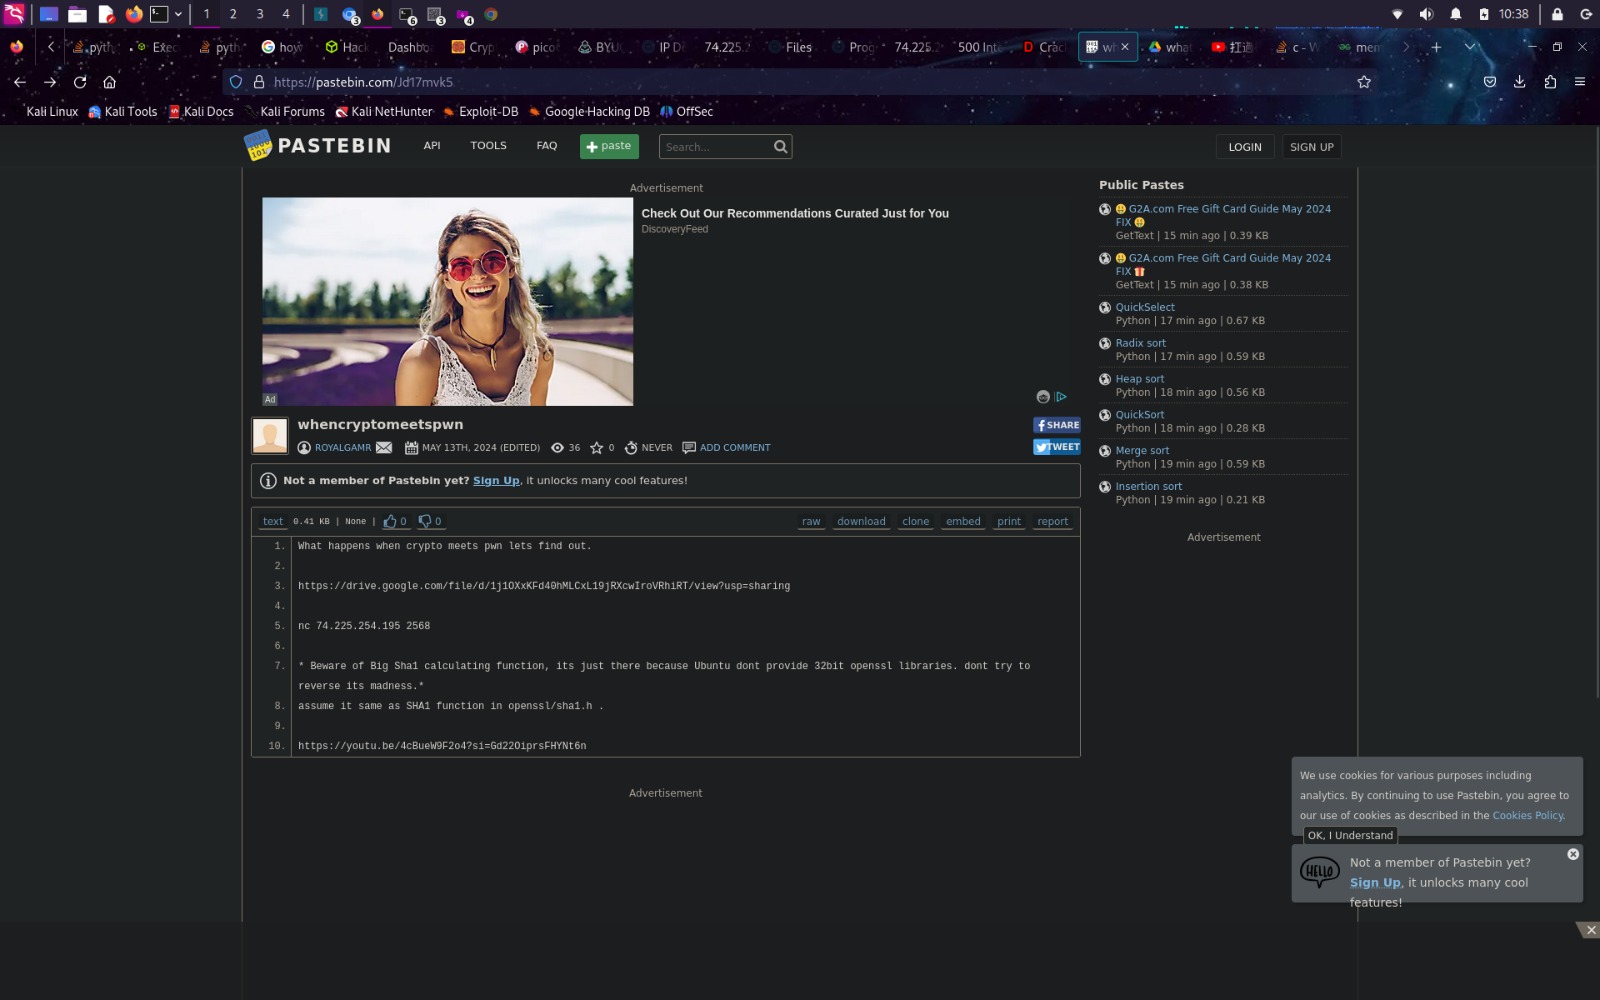 1 2 3 4
3
6
3
4
10:38
pyth
Exec
pyth
how
Hack
Dashbo
Cryp
pico
BYU
IP D
74.225.
Files
Prog
74.225.2
500 Inte
Crac
wh
what
c - W
mem
https://pastebin.com/Jd17mvk5
Kali Linux Kali Tools Kali Docs Kali Forums Kali NetHunter Exploit-DB Google Hacking DB OffSec
PASTEBIN API TOOLS FAQ paste Search... LOGIN SIGN UP
Advertisement
Check Out Our Recommendations Curated Just for You
DiscoveryFeed
Ad
whencryptomeetspwn
SHARE
ROYALGAMR MAY 13TH, 2024 (EDITED) 36 0 NEVER ADD COMMENT
TWEET
Not a member of Pastebin yet? Sign Up, it unlocks many cool features!
text 0.41 KB | None | 0 0 raw download clone embed print report
1. What happens when crypto meets pwn lets find out.
2.
3. https://drive.google.com/file/d/1j1OXxKFd40hMLCxL19jRXcwIroVRhiRT/view?usp=sharing
4.
5. nc 74.225.254.195 2568
6.
7. * Beware of Big Sha1 calculating function, its just there because Ubuntu dont provide 32bit openssl libraries. dont try to
reverse its madness.*
8. assume it same as SHA1 function in openssl/sha1.h .
9.
10. https://youtu.be/4cBueW9F2o4?si=Gd22OiprsFHYNt6n
Advertisement
Public Pastes
G2A.com Free Gift Card Guide May 2024
FIX
GetText | 15 min ago | 0.39 KB
G2A.com Free Gift Card Guide May 2024
FIX
GetText | 15 min ago | 0.38 KB
QuickSelect
Python | 17 min ago | 0.67 KB
Radix sort
Python | 17 min ago | 0.59 KB
Heap sort
Python | 18 min ago | 0.56 KB
QuickSort
Python | 18 min ago | 0.28 KB
Merge sort
Python | 19 min ago | 0.59 KB
Insertion sort
Python | 19 min ago | 0.21 KB
Advertisement
We use cookies for various purposes including
analytics. By continuing to use Pastebin, you agree to
our use of cookies as described in the Cookies Policy.
OK, I Understand
HELLO
Not a member of Pastebin yet?
Sign Up, it unlocks many cool
features!